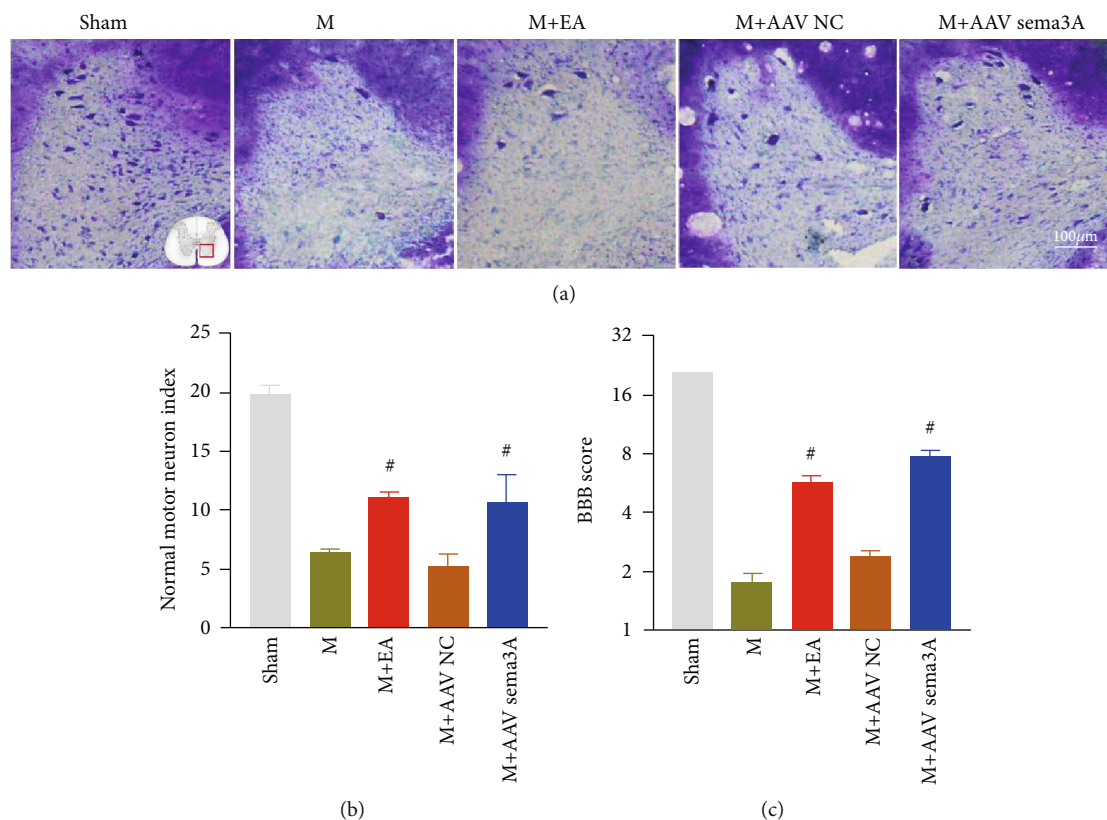 Sham M M+EA M+AAV NC M+AAV sema3A
100μm
(a)
Normal motor neuron index
25
20
15
10
5
0
#
#
Sham
M
M+EA
M+AAV NC
M+AAV sema3A
(b)
BBB score
32
16
8
4
2
1
#
#
Sham
M
M+EA
M+AAV NC
M+AAV sema3A
(c)